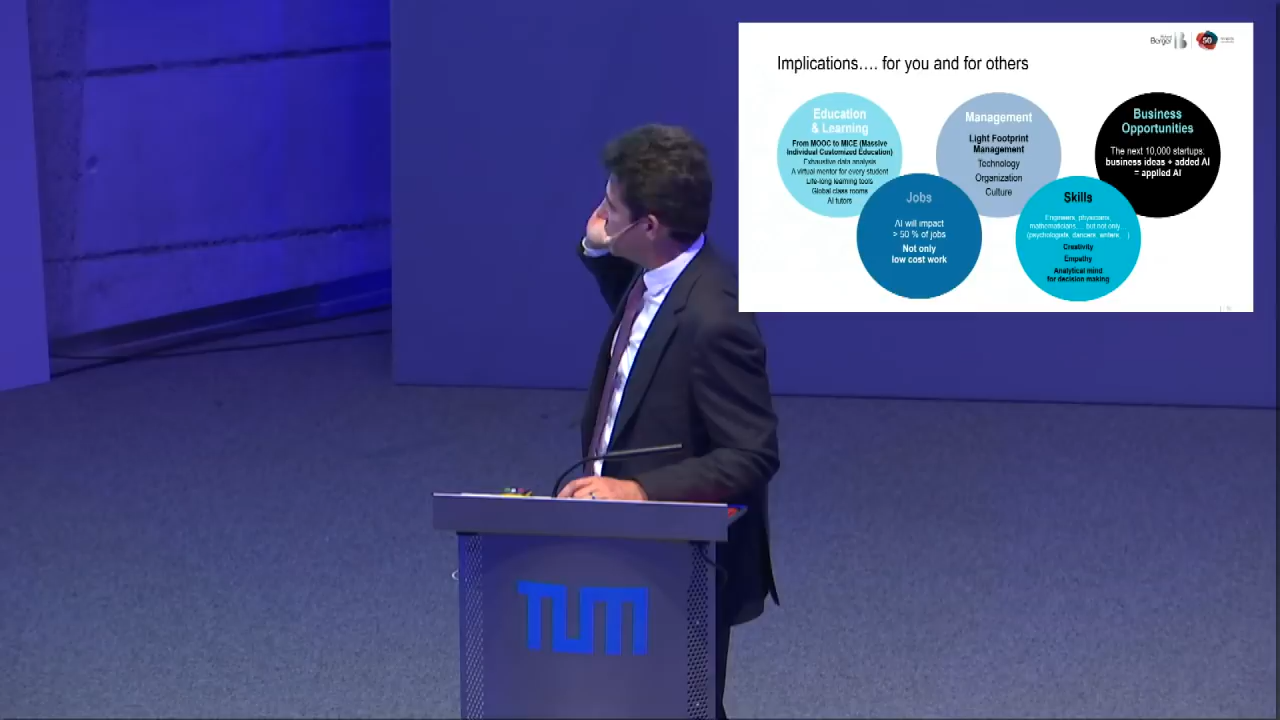 Berger
50
Implications…. for you and for others
Education
& Learning
From MOOC to MICE (Massive
Individual Customized Education)
Exhaustive data analysis
A virtual mentor for every student
Life-long learning tools
Global class rooms
AI tutors
Jobs
AI will impact
> 50 % of jobs
Not only
low cost work
Management
Light Footprint
Management
Technology
Organization
Culture
Skills
Engineers, physicians,
mathematicians… but not only…
(psychologists, dancers, writers…)
Creativity
Empathy
Analytical mind
for decision making
Business
Opportunities
The next 10,000 startups:
business ideas + added AI
= applied AI
TUM